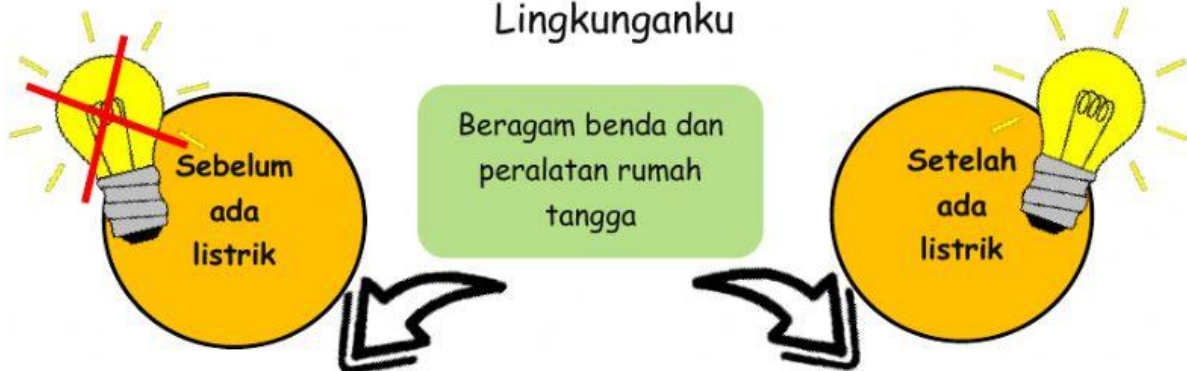 Lingkunganku
Sebelum
ada
listrik
Beragam benda dan
peralatan rumah
tangga
Setelah
ada
listrik